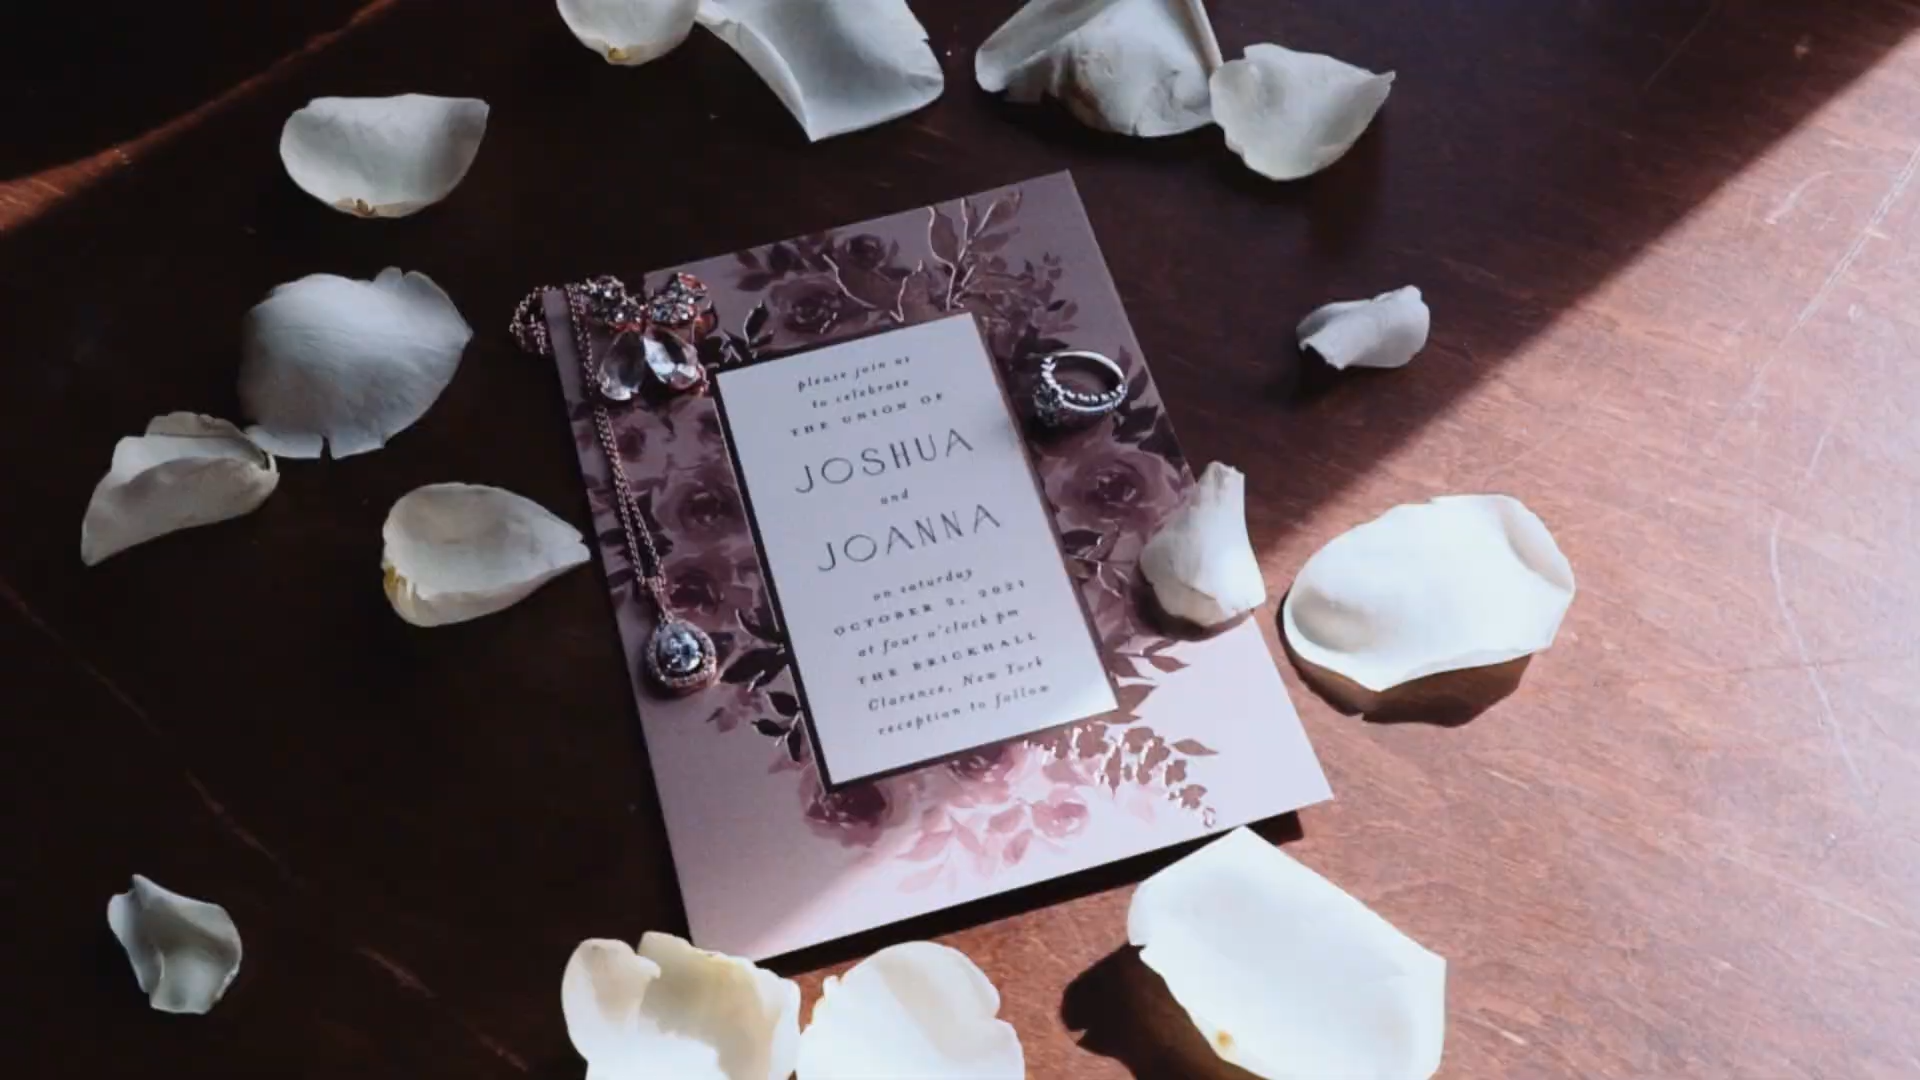 please join us
to celebrate
THE UNION OF
JOSHUA
and
JOANNA
on saturday
OCTOBER 2, 2021
at four o'clock pm
THE BRICKHALL
Clarence, New York
reception to follow